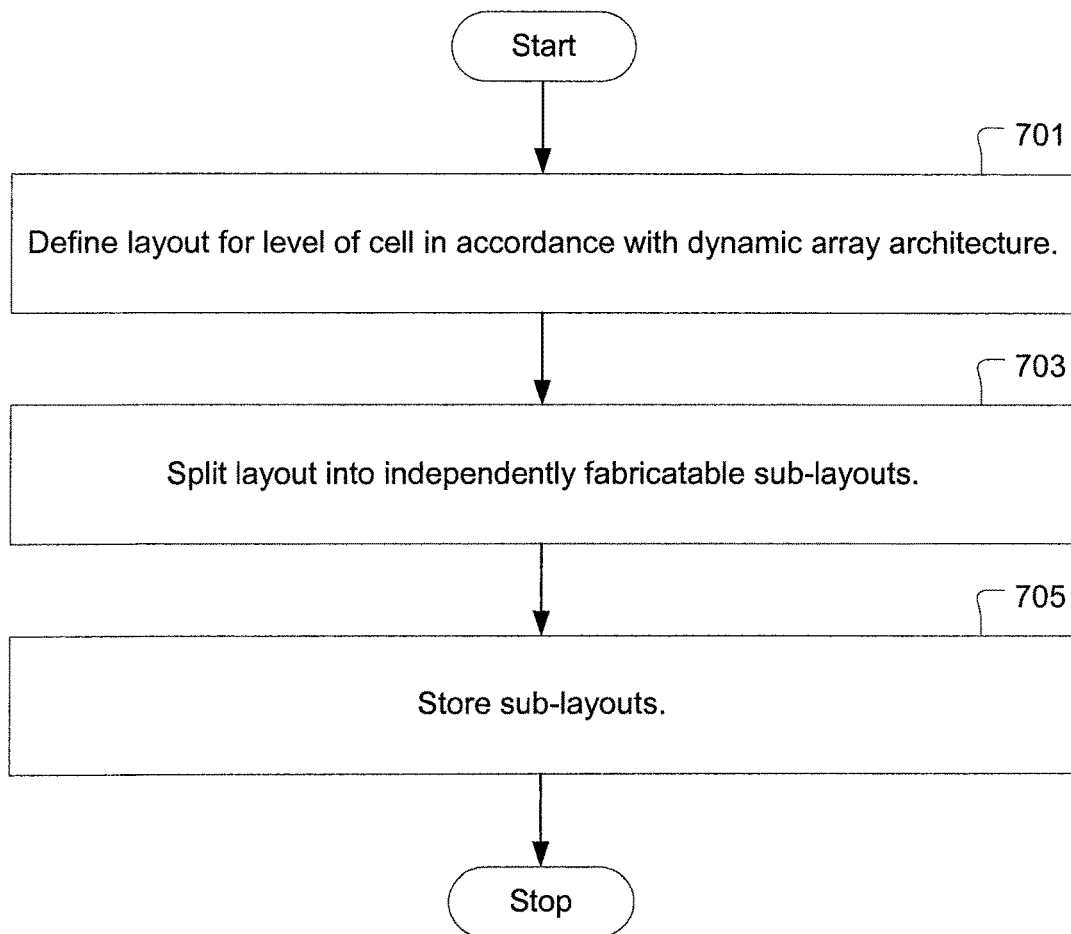 Start
701
Define layout for level of cell in accordance with dynamic array architecture.
703
Split layout into independently fabricatable sub-layouts.
705
Store sub-layouts.
Stop